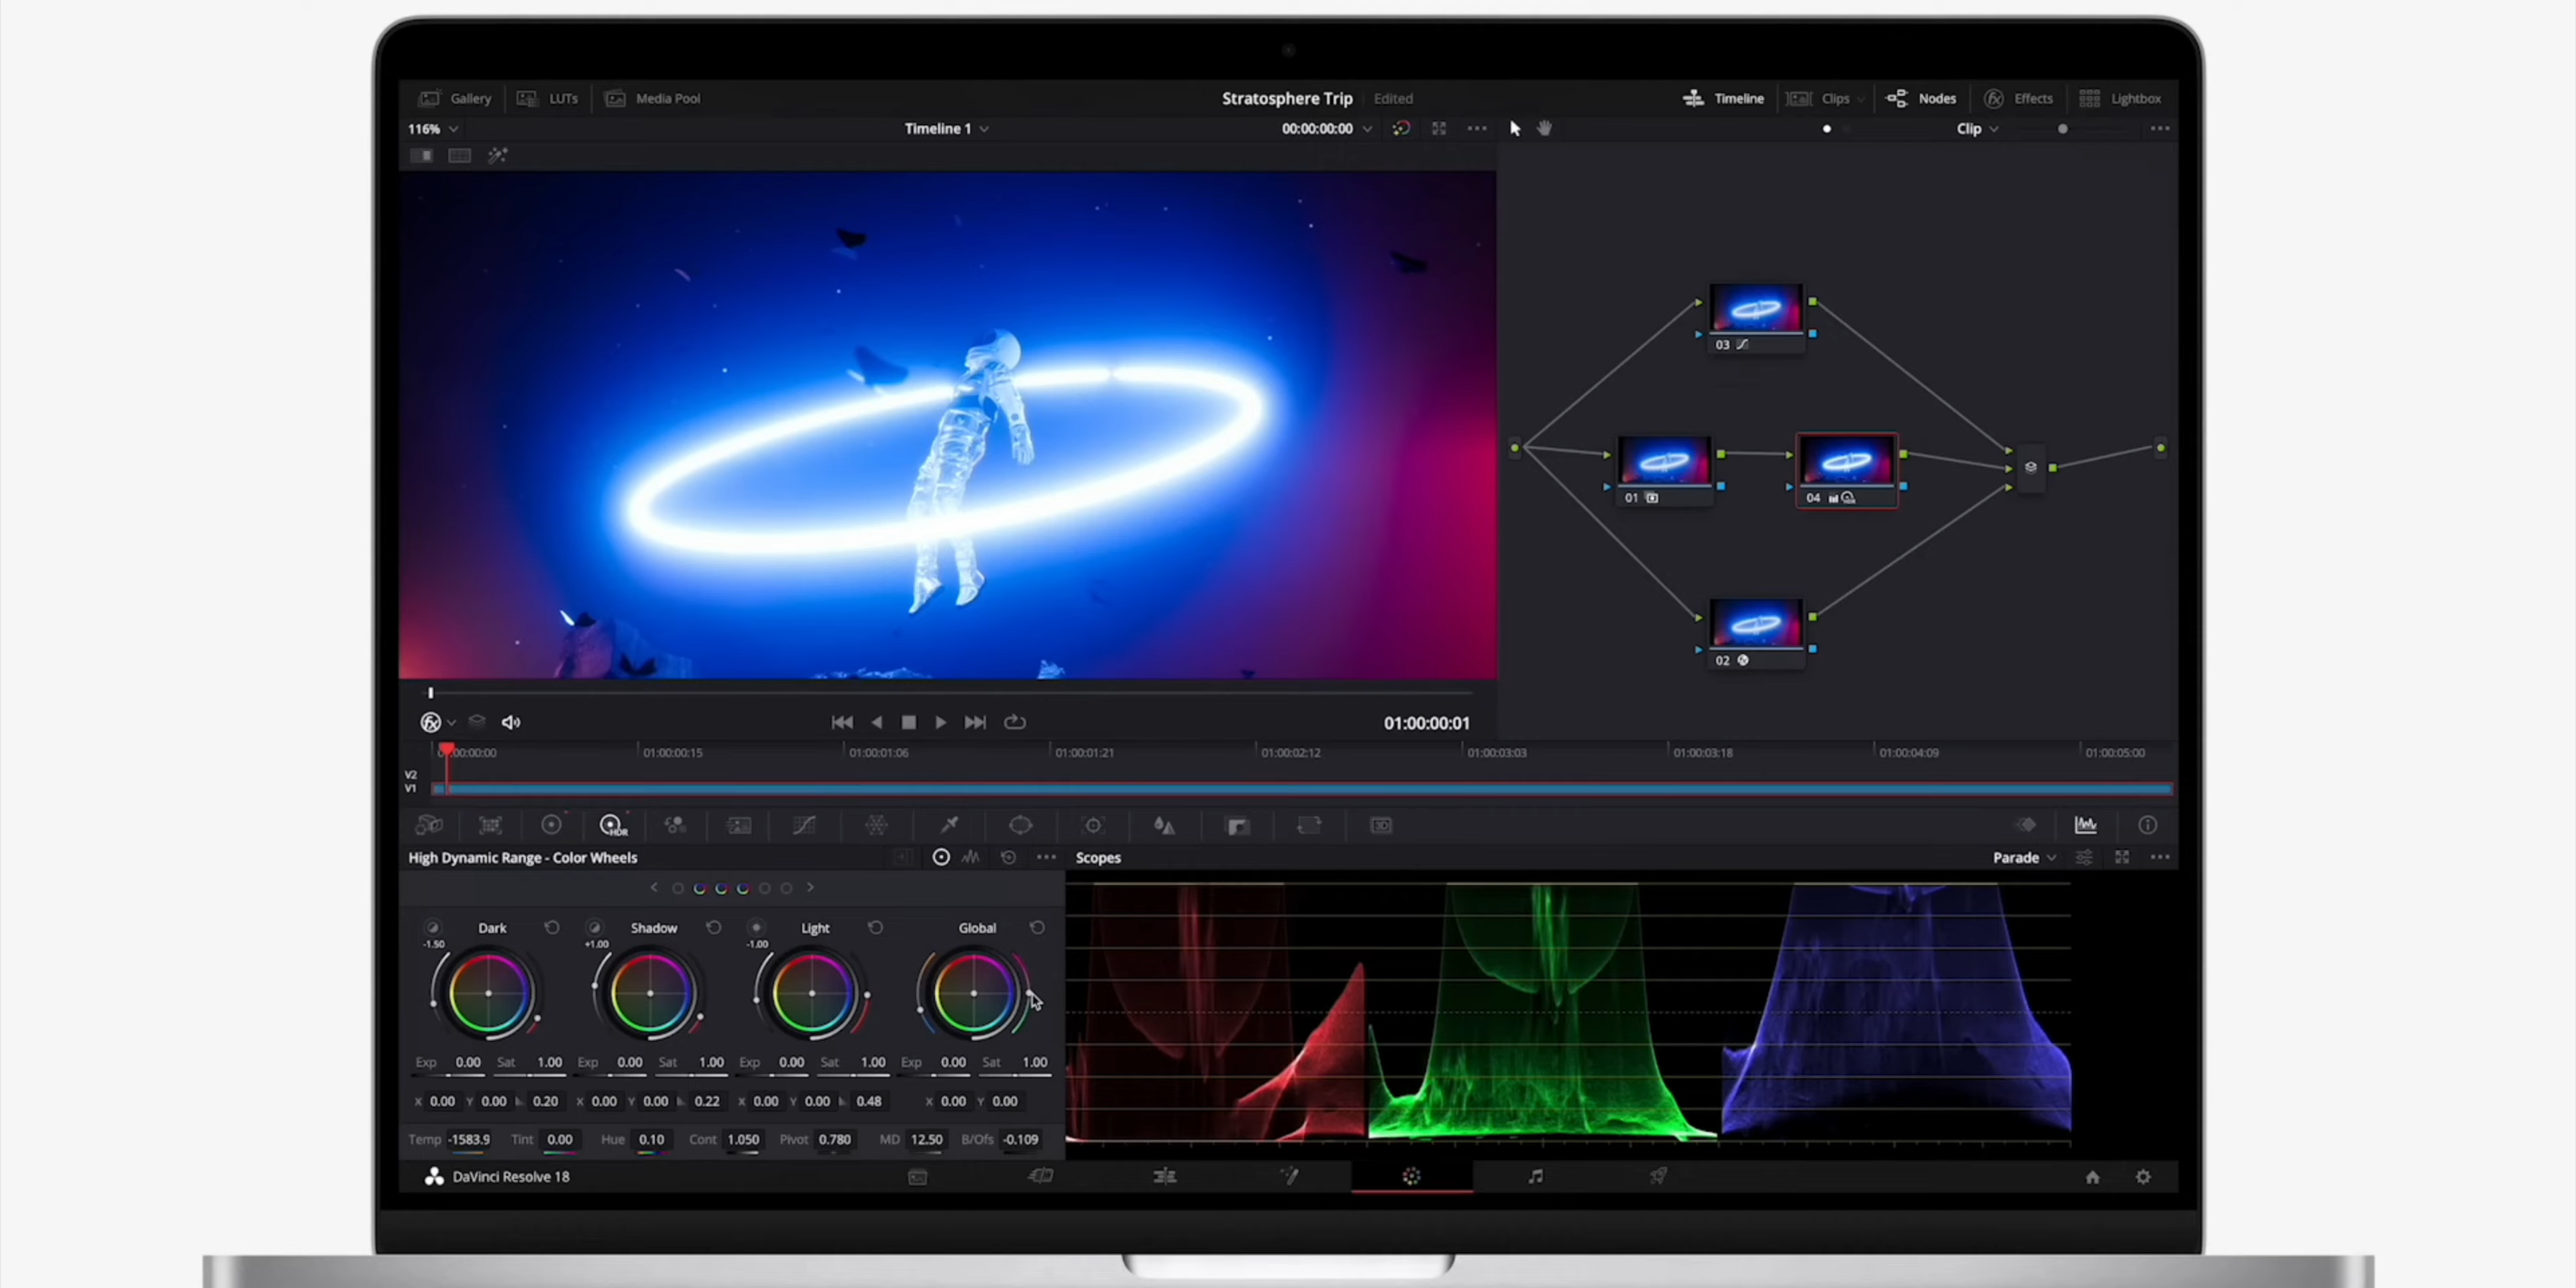 Gallery LUTs Media Pool Stratosphere Trip Edited Timeline Clips Nodes Effects Lightbox
116% Timeline 1 00:00:00:00 Clip
03
01 04
02
01:00:00:01
01:00:00:15 01:00:01:06 01:00:01:21 01:00:02:12 01:00:03:03 01:00:03:18 01:00:04:09 01:00:05:00
V2
V1
HDR 3D
High Dynamic Range - Color Wheels Scopes Parade
Dark Shadow Light Global
-1.50 +1.00 -1.00
Exp 0.00 Sat 1.00 Exp 0.00 Sat 1.00 Exp 0.00 Sat 1.00 Exp 0.00 Sat 1.00
X 0.00 Y 0.00 0.20 X 0.00 Y 0.00 0.22 X 0.00 Y 0.00 0.48 X 0.00 Y 0.00
Temp -1583.9 Tint 0.00 Hue 0.10 Cont 1.050 Pivot 0.780 MD 12.50 B/Ofs -0.109
DaVinci Resolve 18